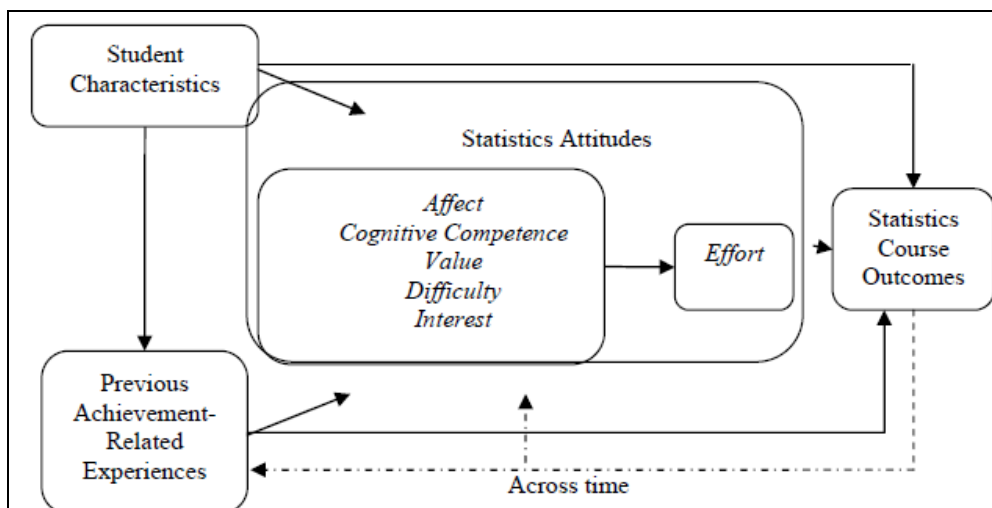 Student
Characteristics
Statistics Attitudes
Affect
Cognitive Competence
Value
Difficulty
Interest
Effort
Statistics
Course
Outcomes
Previous
Achievement-
Related
Experiences
Across time